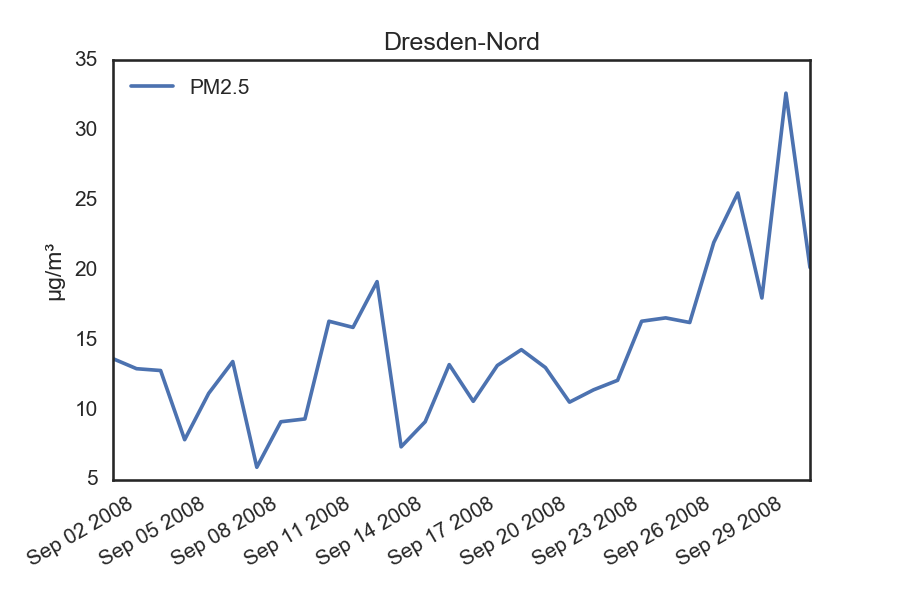 Dresden-Nord
PM2.5
µg/m³
35
30
25
20
15
10
5
Sep 02 2008
Sep 05 2008
Sep 08 2008
Sep 11 2008
Sep 14 2008
Sep 17 2008
Sep 20 2008
Sep 23 2008
Sep 26 2008
Sep 29 2008